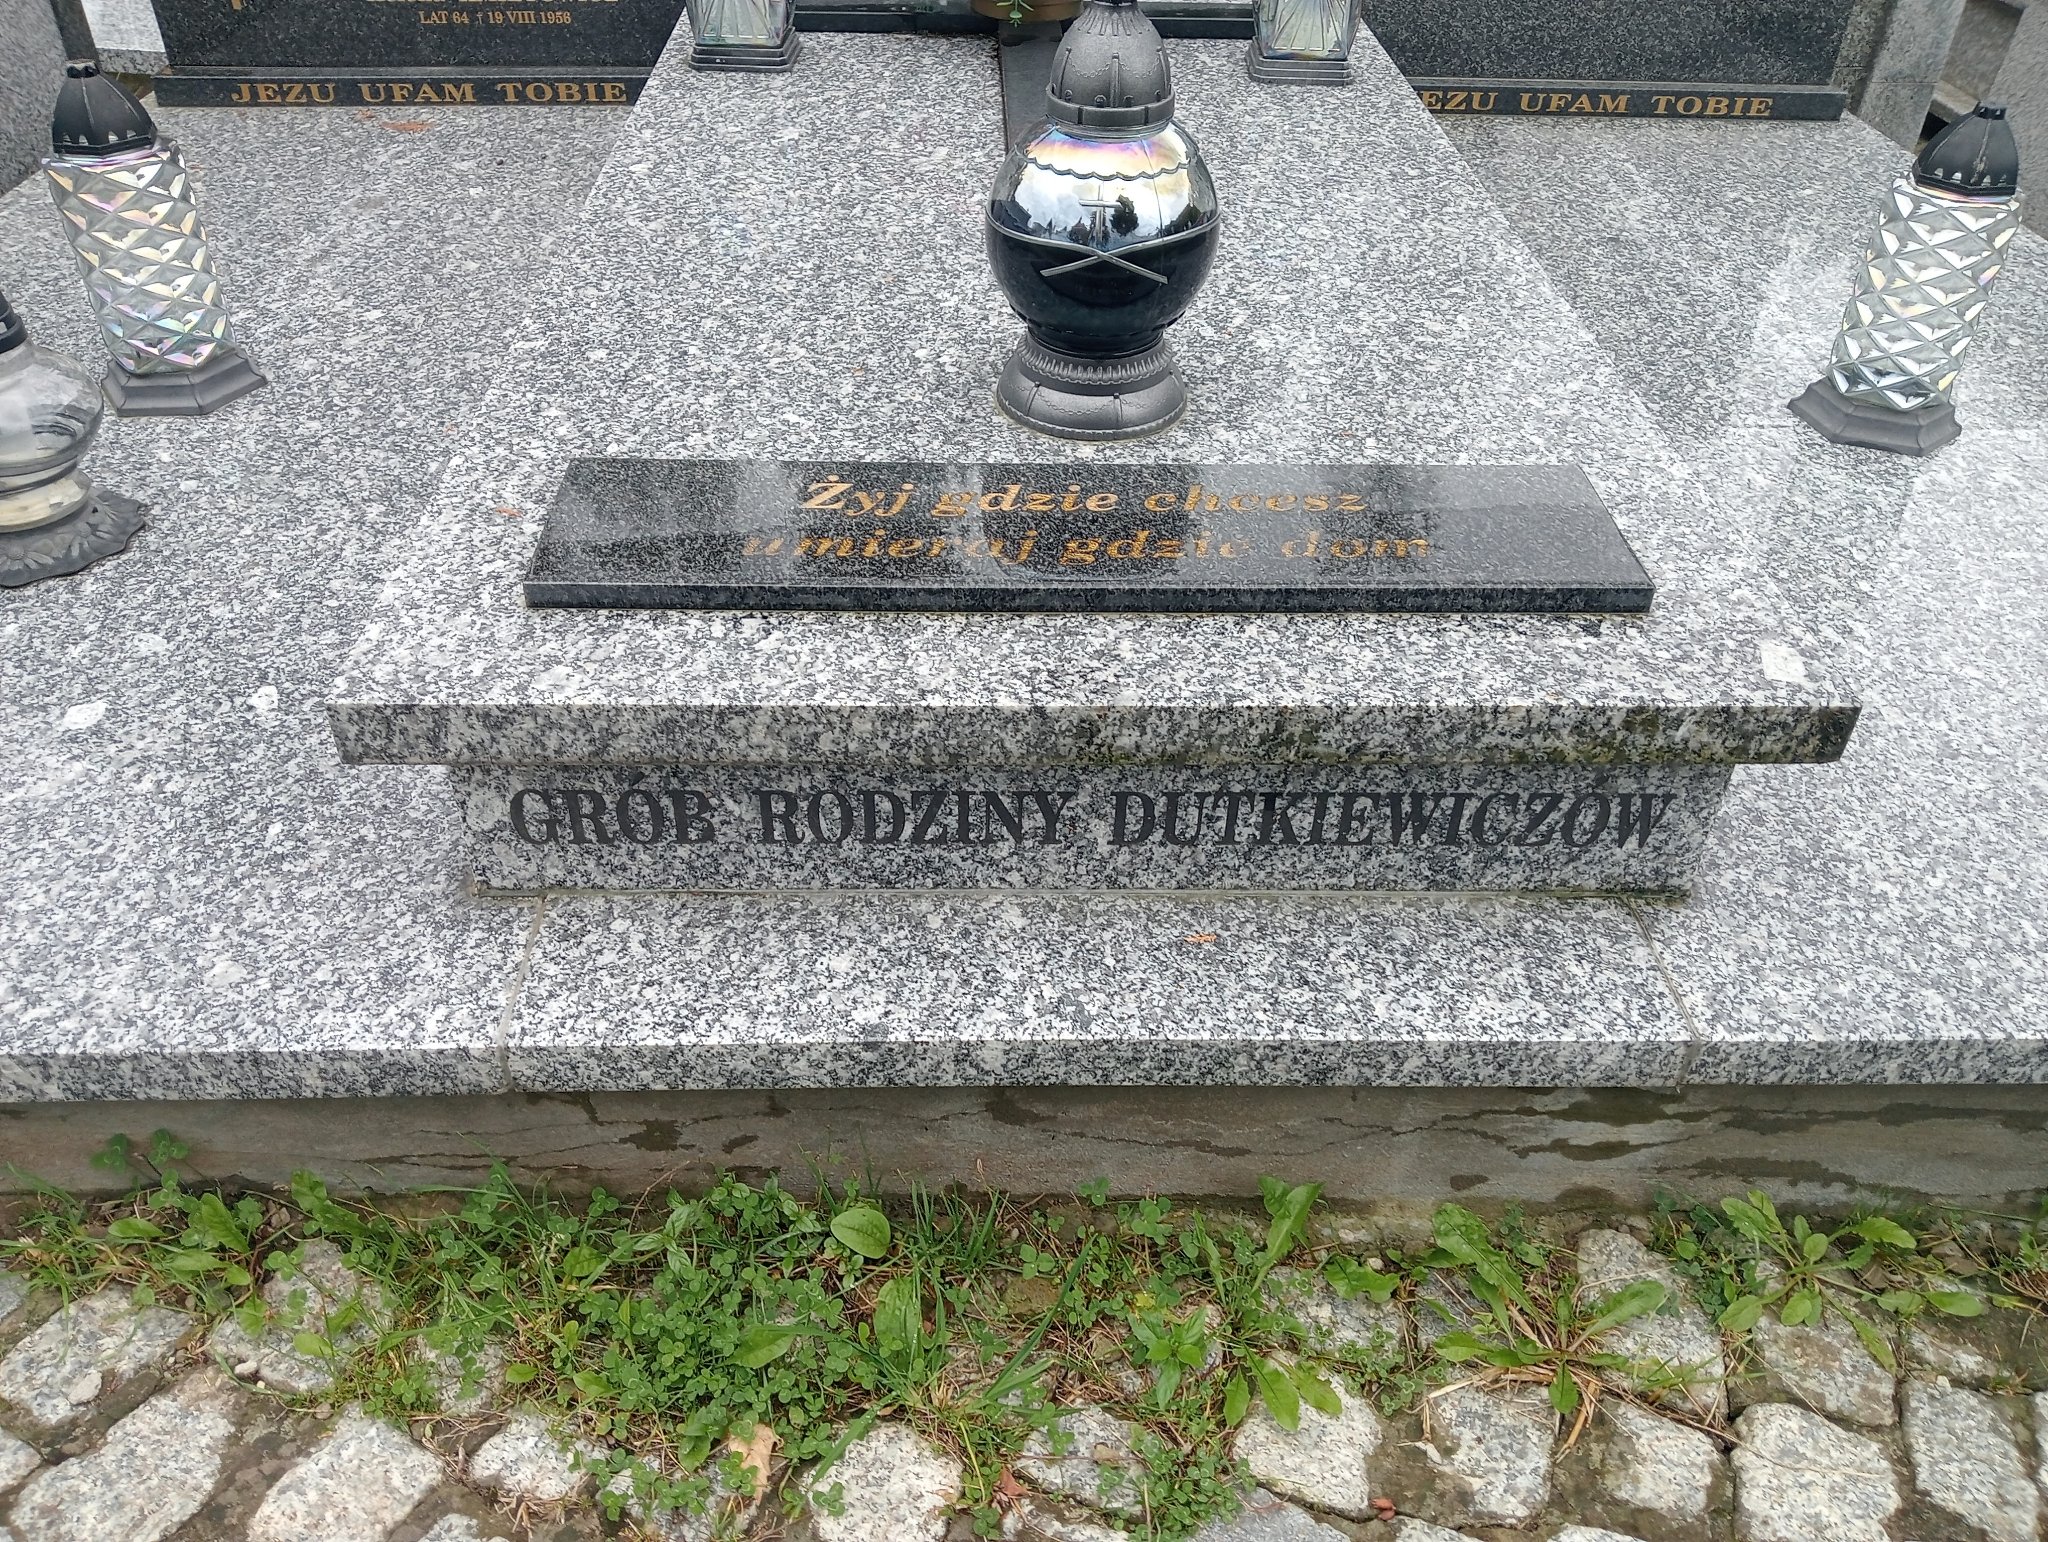 LAT 64 † 19 VIII 1956
JEZU UFAM TOBIE
JEZU UFAM TOBIE
Żyj gdzie chcesz
umieraj gdzie dom
GRÓB RODZINY DUTKIEWICZÓW